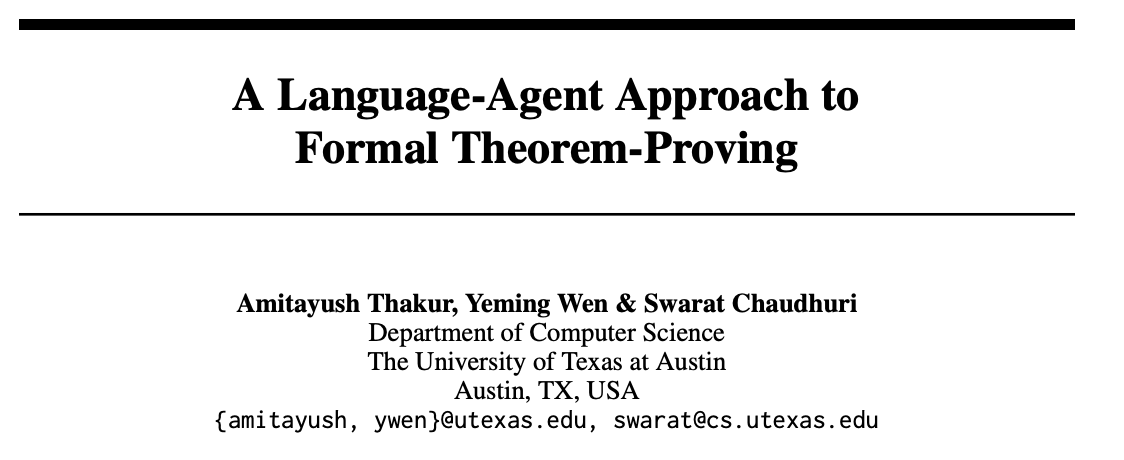 A Language-Agent Approach to
Formal Theorem-Proving
Amitayush Thakur, Yeming Wen & Swarat Chaudhuri
Department of Computer Science
The University of Texas at Austin
Austin, TX, USA
{amitayush, ywen}@utexas.edu, swarat@cs.utexas.edu